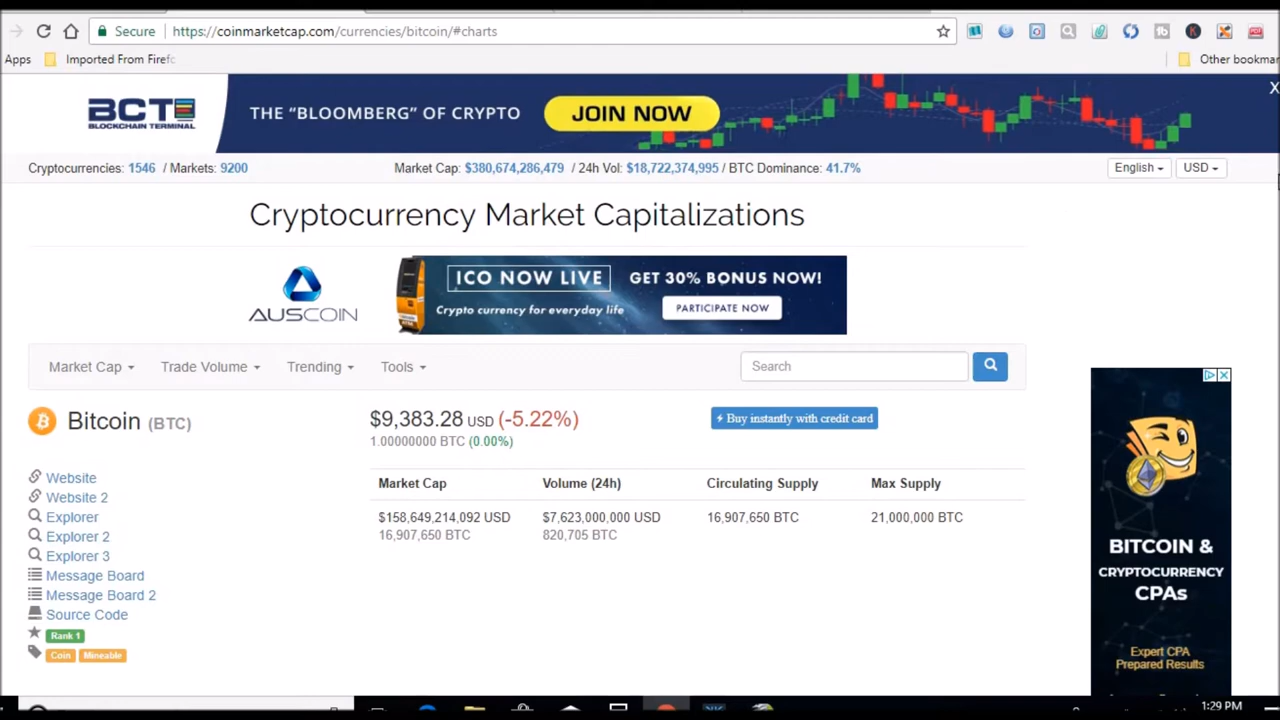 Secure https://coinmarketcap.com/currencies/bitcoin/#charts
Apps Imported From Firefo Other bookmar
BCT
BLOCKCHAIN TERMINAL
THE “BLOOMBERG” OF CRYPTO
JOIN NOW
X
Cryptocurrencies: 1546 / Markets: 9200 Market Cap: $380,674,286,479 / 24h Vol: $18,722,374,995 / BTC Dominance: 41.7% English USD
Cryptocurrency Market Capitalizations
AUSCOIN
ICO NOW LIVE GET 30% BONUS NOW!
Crypto currency for everyday life PARTICIPATE NOW
Market Cap Trade Volume Trending Tools Search
Bitcoin (BTC)
$9,383.28 USD (-5.22%)
1.00000000 BTC (0.00%)
Buy instantly with credit card
Market Cap Volume (24h) Circulating Supply Max Supply
$158,649,214,092 USD $7,623,000,000 USD 16,907,650 BTC 21,000,000 BTC
16,907,650 BTC 820,705 BTC
Website
Website 2
Explorer
Explorer 2
Explorer 3
Message Board
Message Board 2
Source Code
Rank 1
Coin Mineable
BITCOIN &
CRYPTOCURRENCY
CPAs
Expert CPA
Prepared Results
1:29 PM